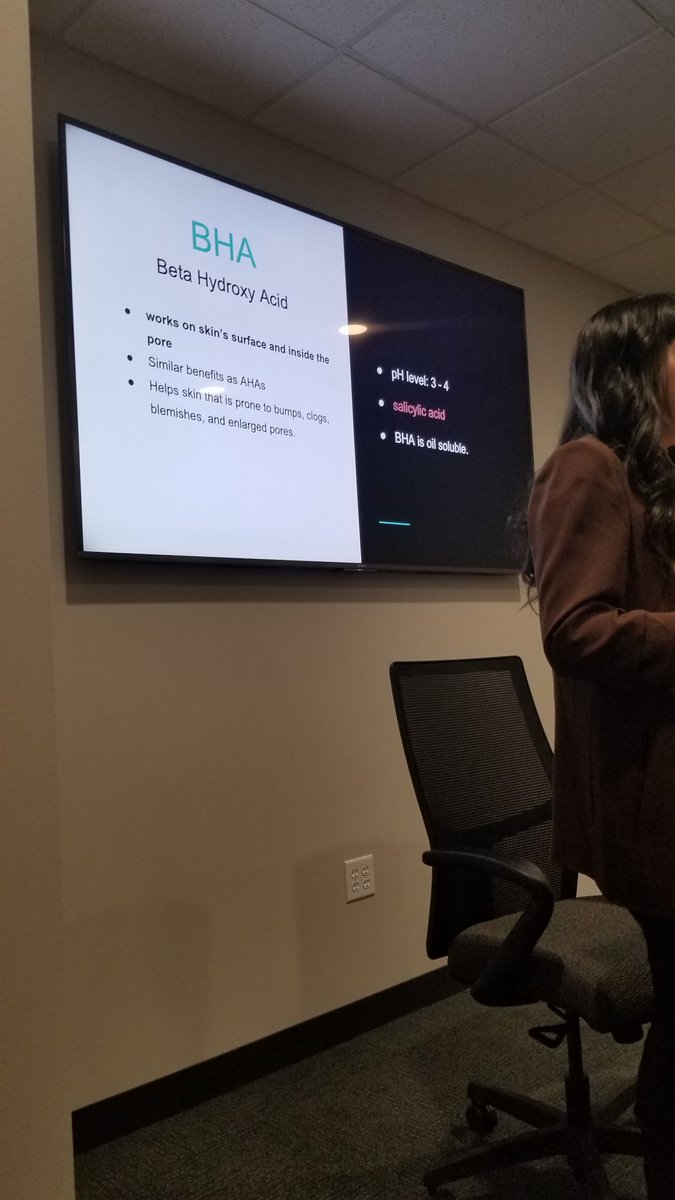 BHA
Beta Hydroxy Acid
● works on skin's surface and inside the
pore
● Similar benefits as AHAs
● Helps skin that is prone to bumps, clogs,
blemishes, and enlarged pores.
● pH level: 3 - 4
● salicylic acid
● BHA is oil soluble.